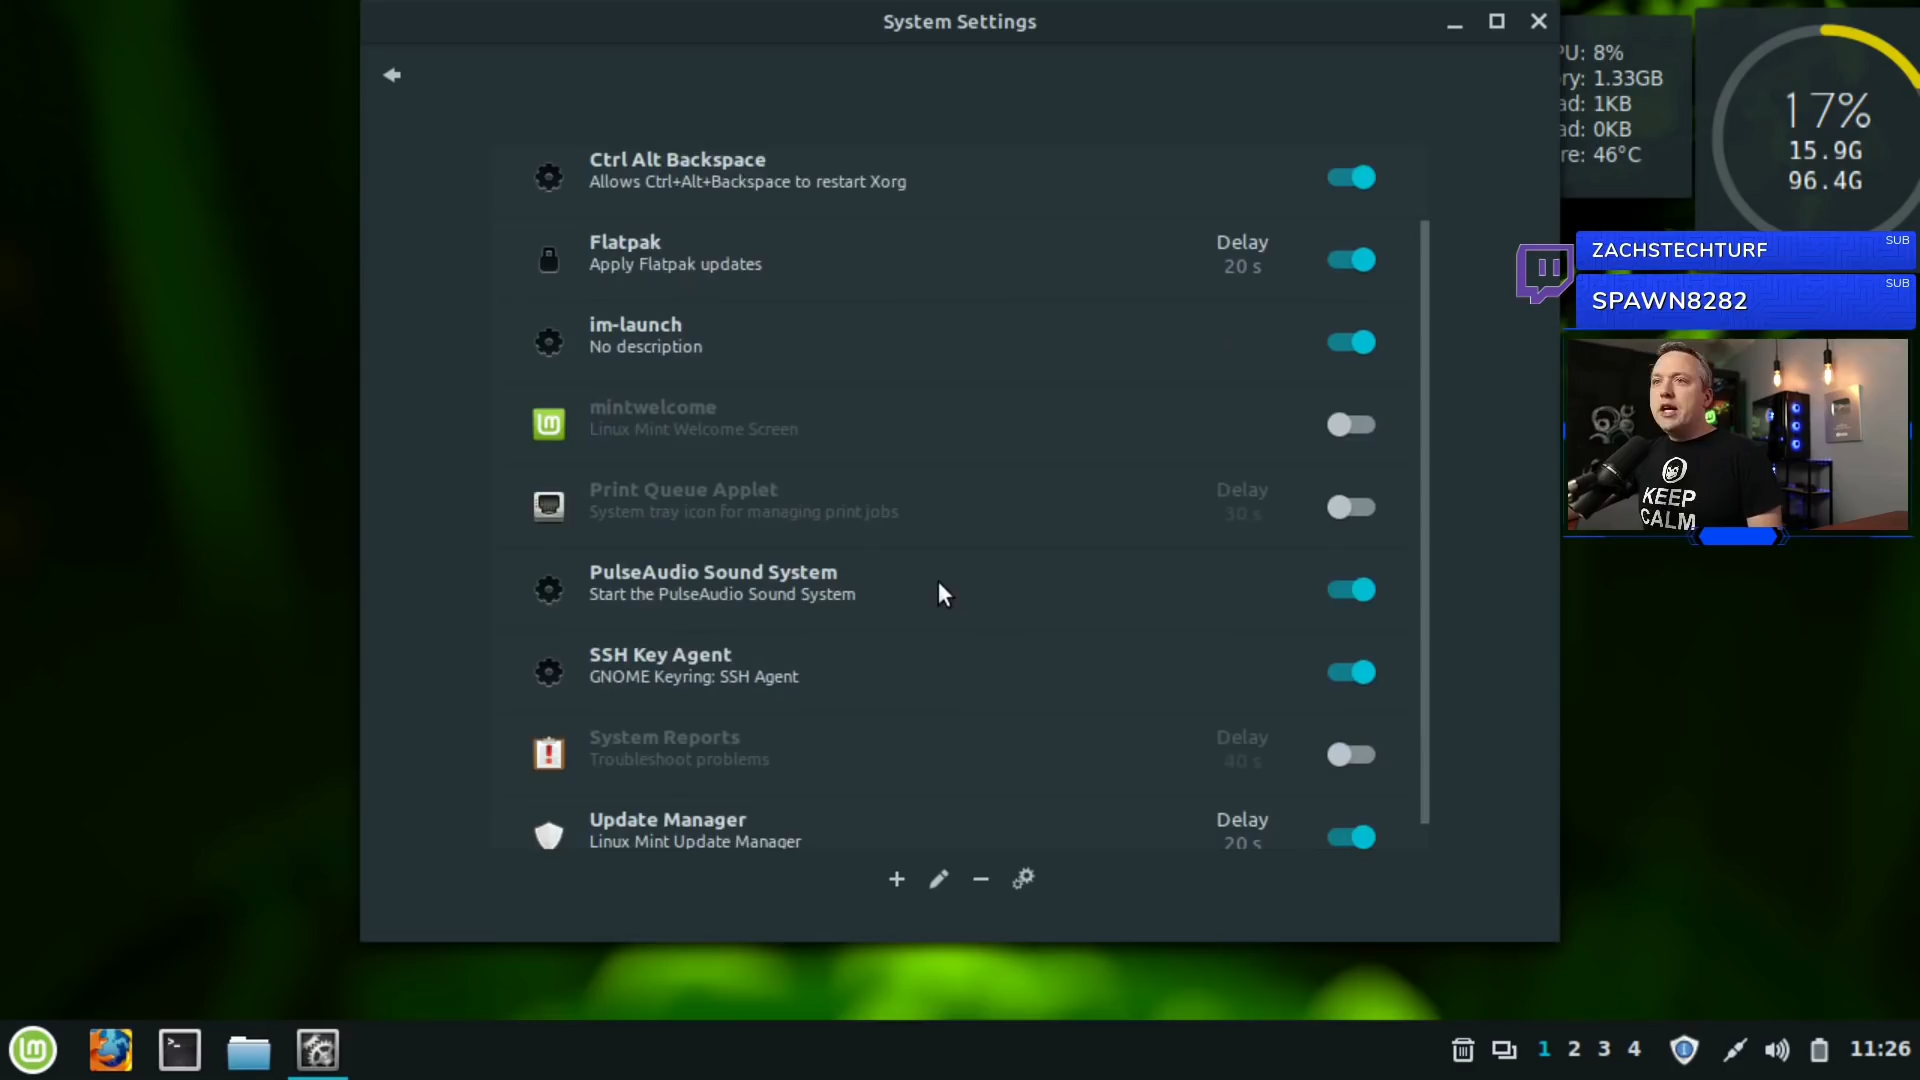 System Settings
Ctrl Alt Backspace
Allows Ctrl+Alt+Backspace to restart Xorg
Flatpak
Apply Flatpak updates
Delay
20 s
im-launch
No description
mintwelcome
Linux Mint Welcome Screen
Print Queue Applet
System tray icon for managing print jobs
Delay
30 s
PulseAudio Sound System
Start the PulseAudio Sound System
SSH Key Agent
GNOME Keyring: SSH Agent
System Reports
Troubleshoot problems
Delay
40 s
Update Manager
Linux Mint Update Manager
Delay
20 s
PU: 8%
ry: 1.33GB
ad: 1KB
ad: 0KB
re: 46°C
17%
15.9G
96.4G
ZACHSTECHTURF
SUB
SPAWN8282
SUB
KEEP
CALM
1 2 3 4
11:26